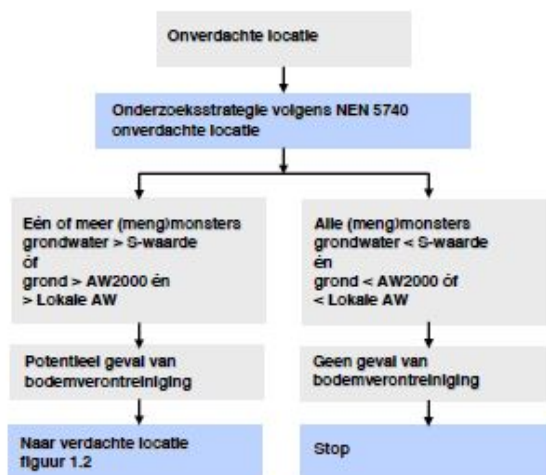 Onverdachte locatie
Onderzoeksstrategie volgens NEN 5740
onverdachte locatie
Eén of meer (meng)monsters
grondwater > S-waarde
óf
grond > AW2000 én
> Lokale AW
Alle (meng)monsters
grondwater < S-waarde
én
grond < AW2000 óf
< Lokale AW
Potentieel geval van
bodemverontreiniging
Geen geval van
bodemverontreiniging
Naar verdachte locatie
figuur 1.2
Stop